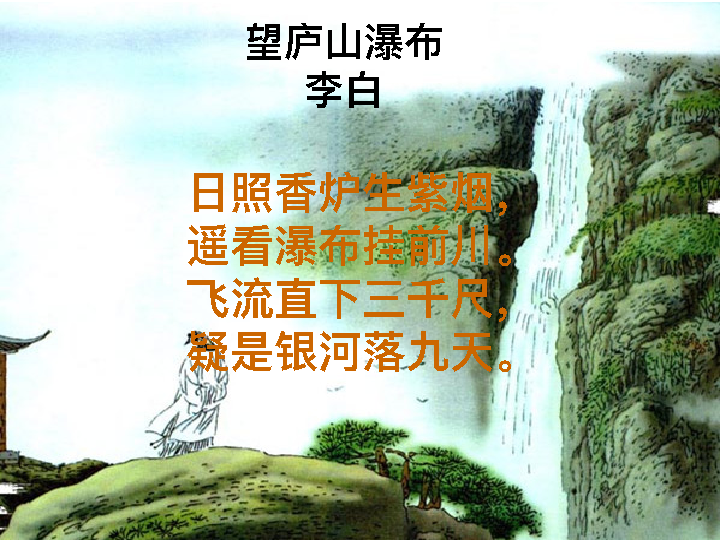 望庐山瀑布
李白
日照香炉生紫烟，
遥看瀑布挂前川。
飞流直下三千尺，
疑是银河落九天。